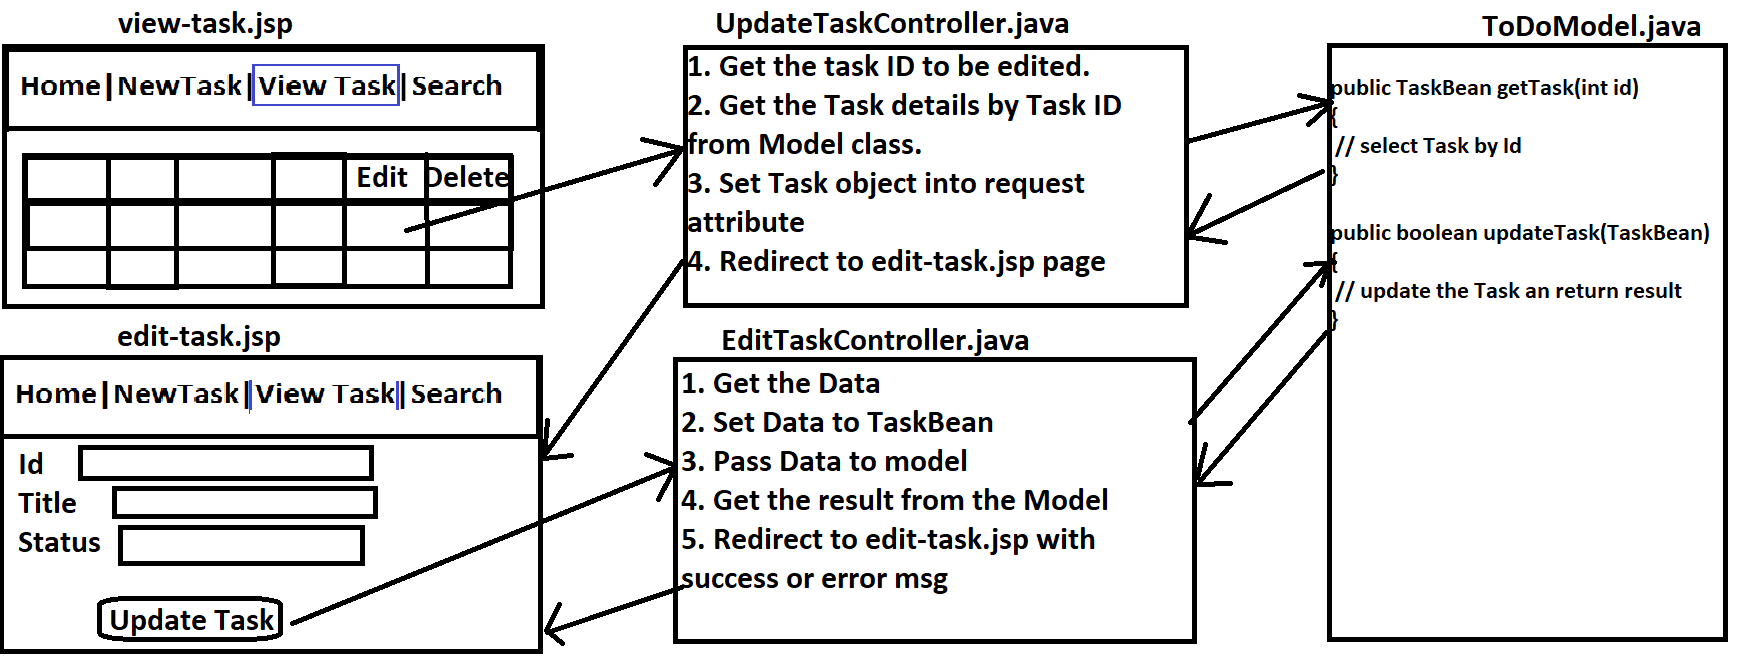 view-task.jsp
Home|NewTask|View Task|Search
Edit Delete
edit-task.jsp
Home|NewTask|View Task|Search
Id
Title
Status
Update Task
UpdateTaskController.java
1. Get the task ID to be edited.
2. Get the Task details by Task ID
from Model class.
3. Set Task object into request
attribute
4. Redirect to edit-task.jsp page
EditTaskController.java
1. Get the Data
2. Set Data to TaskBean
3. Pass Data to model
4. Get the result from the Model
5. Redirect to edit-task.jsp with
success or error msg
ToDoModel.java
public TaskBean getTask(int id)
{
// select Task by Id
}
public boolean updateTask(TaskBean)
{
// update the Task an return result
}